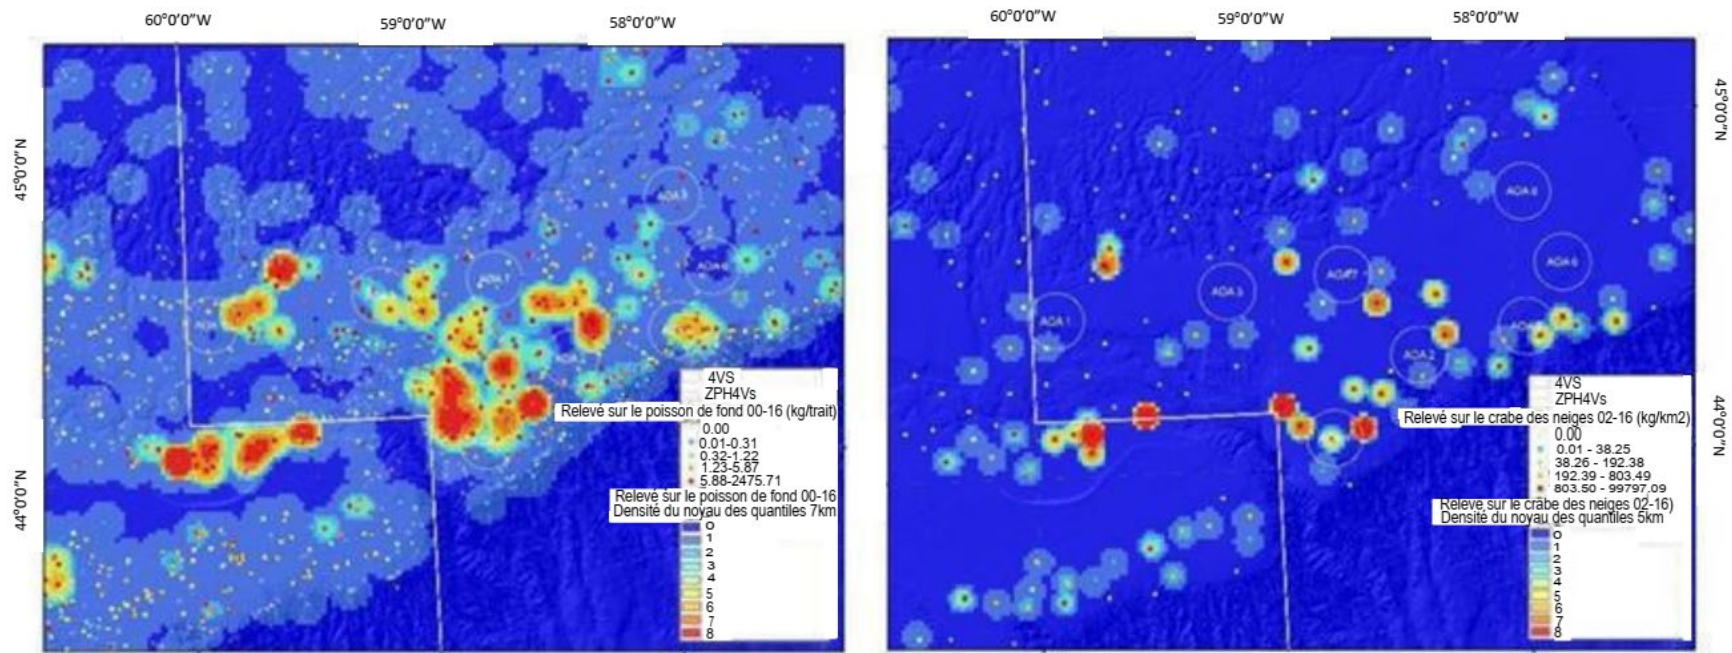 60°0'0"W
59°0'0"W
58°0'0"W
45°0'0"N
44°0'0"N
AOA 7
AOA
4VS
ZPH4Vs
Relevé sur le poisson de fond 00-16 (kg/trait)
0.00
0.01-0.31
0.32-1.22
1.23-5.87
5.88-2475.71
Relevé sur le poisson de fond 00-16
Densité du noyau des quantiles 7km
0
1
2
3
4
5
6
7
8
60°0'0"W
59°0'0"W
58°0'0"W
45°0'0"N
44°0'0"N
AOA 6
AOA 7
AOA 3
AOA 1
AOA 2
4VS
ZPH4Vs
Relevé sur le crabe des neiges 02-16 (kg/km2)
0.00
0.01 - 38.25
38.26 - 192.38
192.39 - 803.49
803.50 - 99797.09
Relevé sur le crabe des neiges 02-16)
Densité du noyau des quantiles 5km
0
1
2
3
4
5
6
7
8